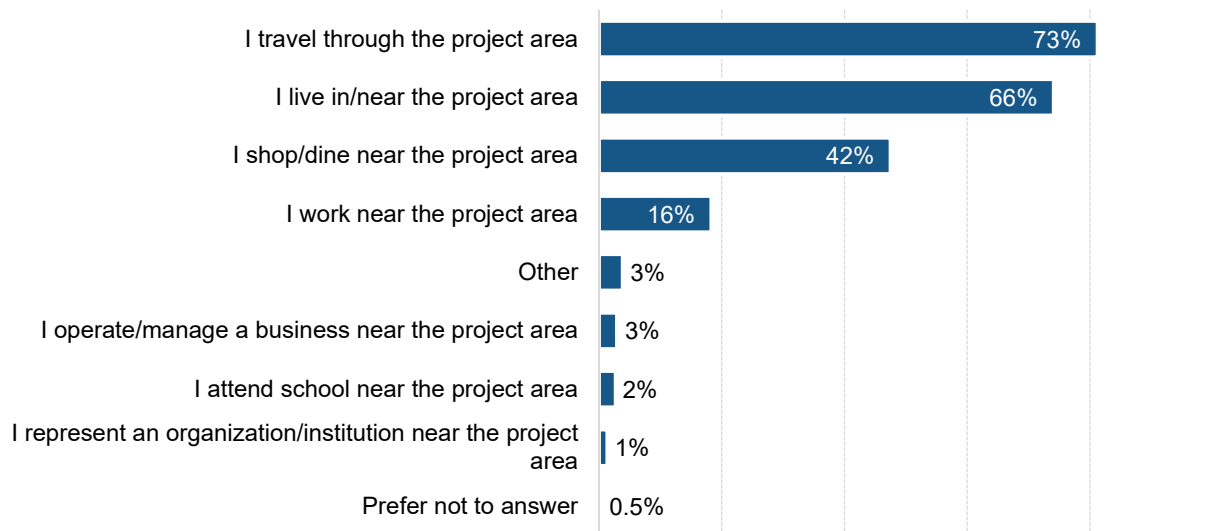 I travel through the project area 73%
I live in/near the project area 66%
I shop/dine near the project area 42%
I work near the project area 16%
Other 3%
I operate/manage a business near the project area 3%
I attend school near the project area 2%
I represent an organization/institution near the project
area 1%
Prefer not to answer 0.5%